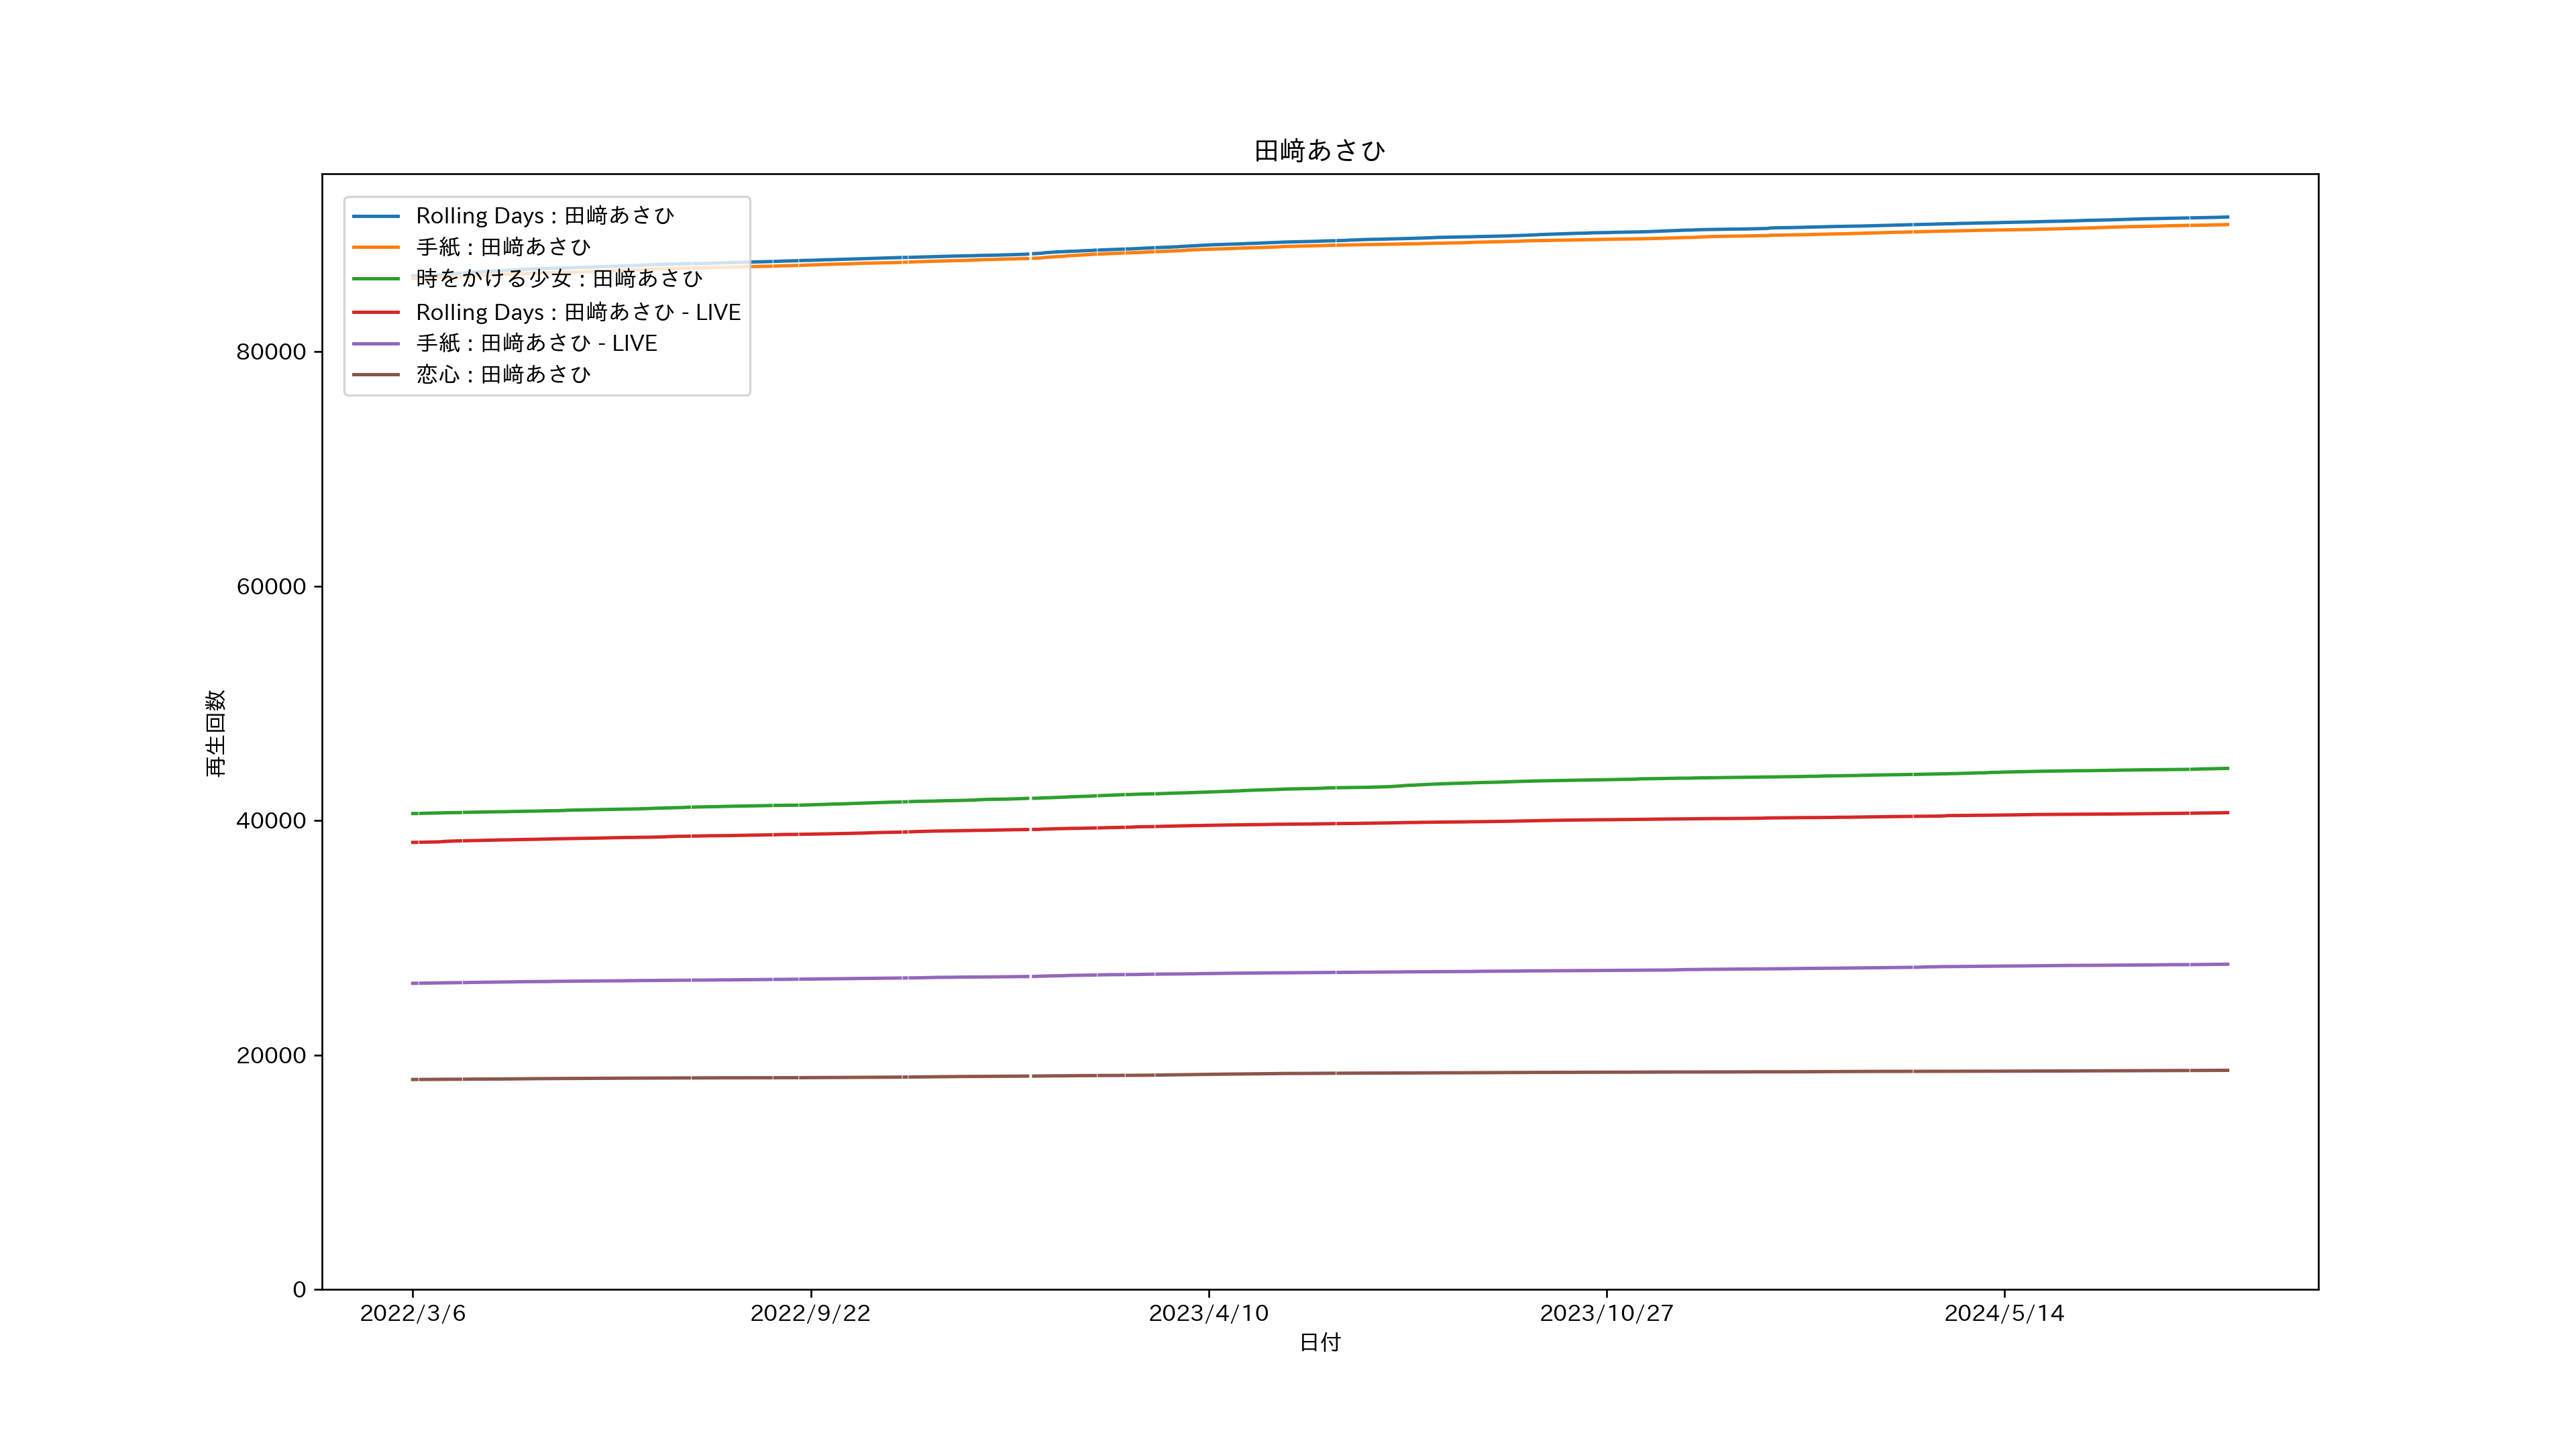 田﨑あさひ
Rolling Days : 田﨑あさひ
手紙 : 田﨑あさひ
時をかける少女 : 田﨑あさひ
Rolling Days : 田﨑あさひ - LIVE
手紙 : 田﨑あさひ - LIVE
恋心 : 田﨑あさひ
80000
60000
40000
20000
0
再生回数
2022/3/6
2022/9/22
2023/4/10
2023/10/27
2024/5/14
日付